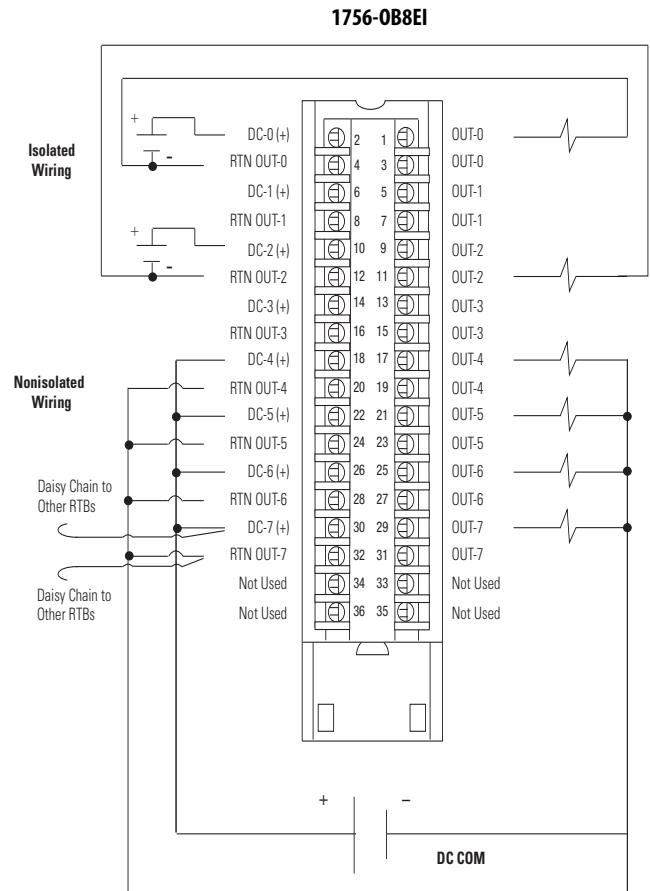 1756-OB8EI
Isolated
Wiring
+
-
+
-
DC-0 (+) 2 1 OUT-0
RTN OUT-0 4 3 OUT-0
DC-1 (+) 6 5 OUT-1
RTN OUT-1 8 7 OUT-1
DC-2 (+) 10 9 OUT-2
RTN OUT-2 12 11 OUT-2
DC-3 (+) 14 13 OUT-3
RTN OUT-3 16 15 OUT-3
DC-4 (+) 18 17 OUT-4
Nonisolated
Wiring
RTN OUT-4 20 19 OUT-4
DC-5 (+) 22 21 OUT-5
RTN OUT-5 24 23 OUT-5
DC-6 (+) 26 25 OUT-6
RTN OUT-6 28 27 OUT-6
Daisy Chain to
Other RTBs
DC-7 (+) 30 29 OUT-7
RTN OUT-7 32 31 OUT-7
Not Used 34 33 Not Used
Daisy Chain to
Other RTBs
Not Used 36 35 Not Used
+ –
DC COM